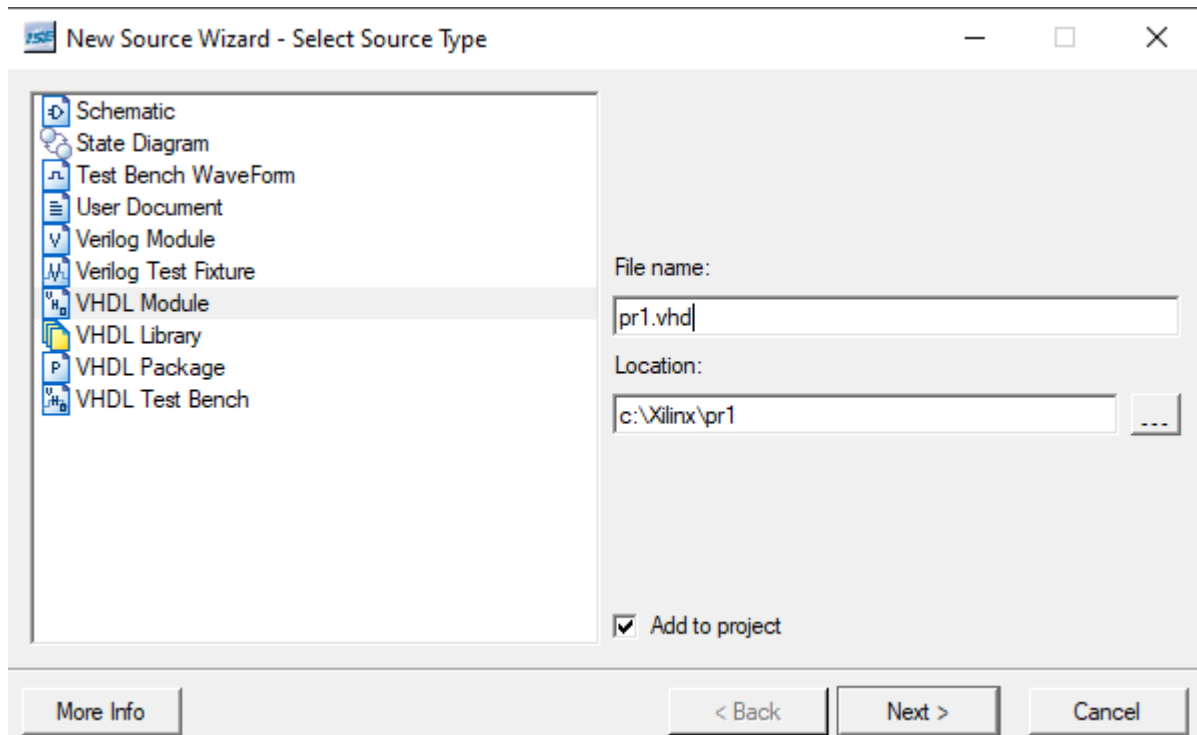 ISE New Source Wizard - Select Source Type
Schematic
State Diagram
Test Bench WaveForm
User Document
Verilog Module
Verilog Test Fixture
VHDL Module
VHDL Library
VHDL Package
VHDL Test Bench
File name:
pr1.vhd
Location:
c:\Xilinx\pr1
...
Add to project
More Info
< Back
Next >
Cancel